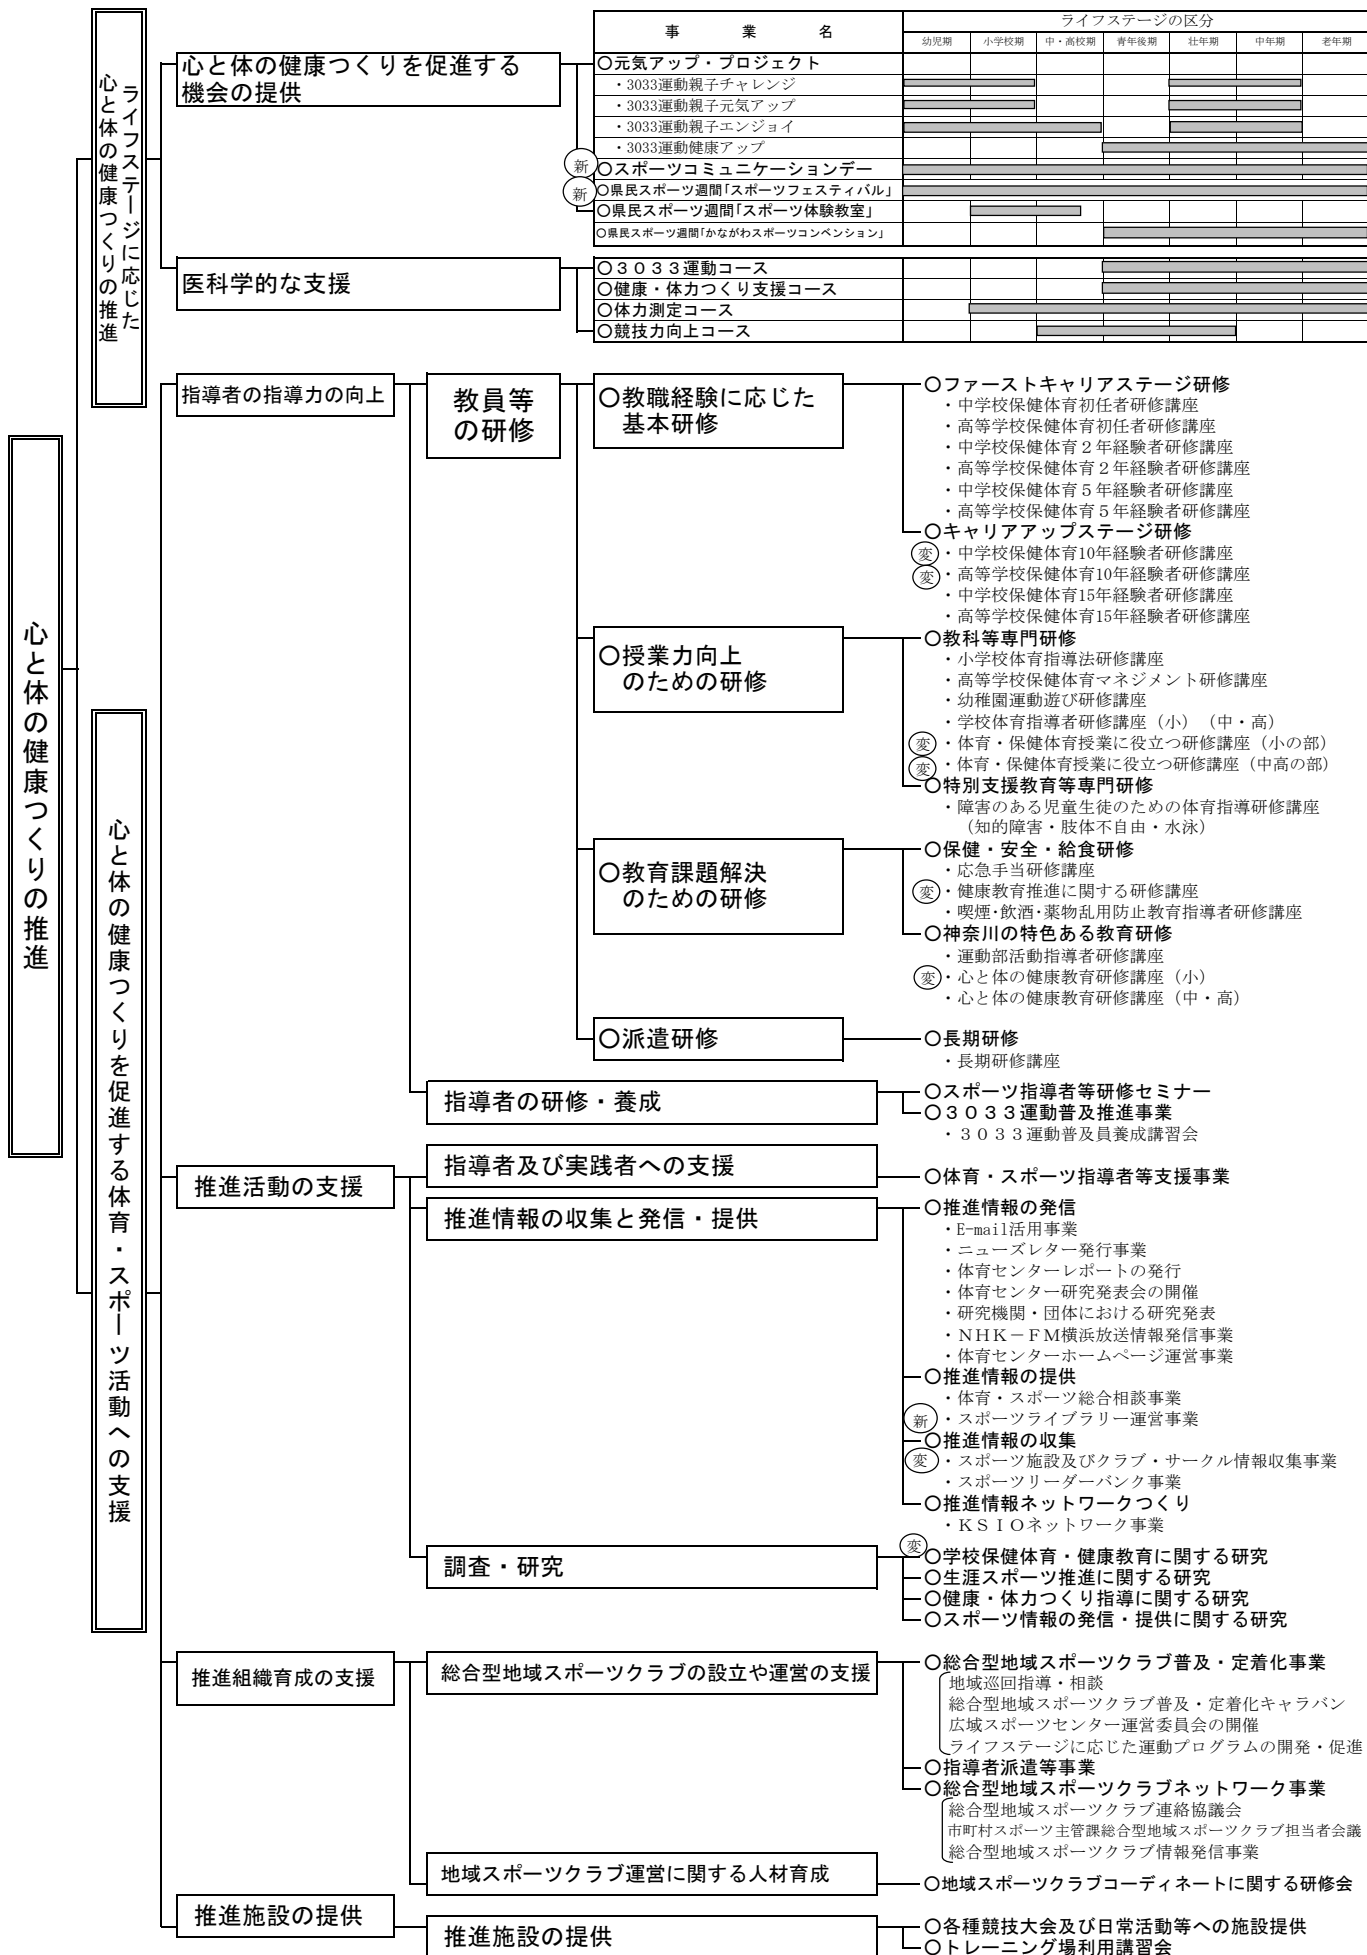 心と体の健康つくりの推進
ライフステージに応じた
心と体の健康つくりの推進
心と体の健康つくりを促進する
機会の提供
事業名
ライフステージの区分
幼児期 小学校期 中・高校期 青年後期 壮年期 中年期 老年期
○元気アップ・プロジェクト
・3033運動親子チャレンジ
・3033運動親子元気アップ
・3033運動親子エンジョイ
・3033運動健康アップ
新 ○スポーツコミュニケーションデー
新 ○県民スポーツ週間「スポーツフェスティバル」
○県民スポーツ週間「スポーツ体験教室」
○県民スポーツ週間「かながわスポーツコンベンション」
医科学的な支援
○3033運動コース
○健康・体力つくり支援コース
○体力測定コース
○競技力向上コース
心と体の健康つくりを促進する体育・スポーツ活動への支援
指導者の指導力の向上
教員等
の研修
○教職経験に応じた
基本研修
○ファーストキャリアステージ研修
・中学校保健体育初任者研修講座
・高等学校保健体育初任者研修講座
・中学校保健体育2年経験者研修講座
・高等学校保健体育2年経験者研修講座
・中学校保健体育5年経験者研修講座
・高等学校保健体育5年経験者研修講座
○キャリアアップステージ研修
変・中学校保健体育10年経験者研修講座
変・高等学校保健体育10年経験者研修講座
・中学校保健体育15年経験者研修講座
・高等学校保健体育15年経験者研修講座
○授業力向上
のための研修
○教科等専門研修
・小学校体育指導法研修講座
・高等学校保健体育マネジメント研修講座
・幼稚園運動遊び研修講座
・学校体育指導者研修講座(小)(中・高)
変・体育・保健体育授業に役立つ研修講座(小の部)
変・体育・保健体育授業に役立つ研修講座(中高の部)
○特別支援教育等専門研修
・障害のある児童生徒のための体育指導研修講座
(知的障害・肢体不自由・水泳)
○教育課題解決
のための研修
○保健・安全・給食研修
・応急手当研修講座
変・健康教育推進に関する研修講座
・喫煙・飲酒・薬物乱用防止教育指導者研修講座
○神奈川の特色ある教育研修
・運動部活動指導者研修講座
変・心と体の健康教育研修講座(小)
・心と体の健康教育研修講座(中・高)
○派遣研修
○長期研修
・長期研修講座
指導者の研修・養成
○スポーツ指導者等研修セミナー
○3033運動普及推進事業
・3033運動普及員養成講習会
推進活動の支援
指導者及び実践者への支援
○体育・スポーツ指導者等支援事業
推進情報の収集と発信・提供
○推進情報の発信
・E-mail活用事業
・ニューズレター発行事業
・体育センターレポートの発行
・体育センター研究発表会の開催
・研究機関・団体における研究発表
・NHK－FM横浜放送情報発信事業
・体育センターホームページ運営事業
○推進情報の提供
・体育・スポーツ総合相談事業
新・スポーツライブラリー運営事業
○推進情報の収集
変・スポーツ施設及びクラブ・サークル情報収集事業
・スポーツリーダーバンク事業
○推進情報ネットワークつくり
・KSIOネットワーク事業
調査・研究
変 ○学校保健体育・健康教育に関する研究
○生涯スポーツ推進に関する研究
○健康・体力つくり指導に関する研究
○スポーツ情報の発信・提供に関する研究
推進組織育成の支援
総合型地域スポーツクラブの設立や運営の支援
○総合型地域スポーツクラブ普及・定着化事業
地域巡回指導・相談
総合型地域スポーツクラブ普及・定着化キャラバン
広域スポーツセンター運営委員会の開催
ライフステージに応じた運動プログラムの開発・促進
○指導者派遣等事業
○総合型地域スポーツクラブネットワーク事業
総合型地域スポーツクラブ連絡協議会
市町村スポーツ主管課総合型地域スポーツクラブ担当者会議
総合型地域スポーツクラブ情報発信事業
地域スポーツクラブ運営に関する人材育成
○地域スポーツクラブコーディネートに関する研修会
推進施設の提供
推進施設の提供
○各種競技大会及び日常活動等への施設提供
○トレーニング場利用講習会